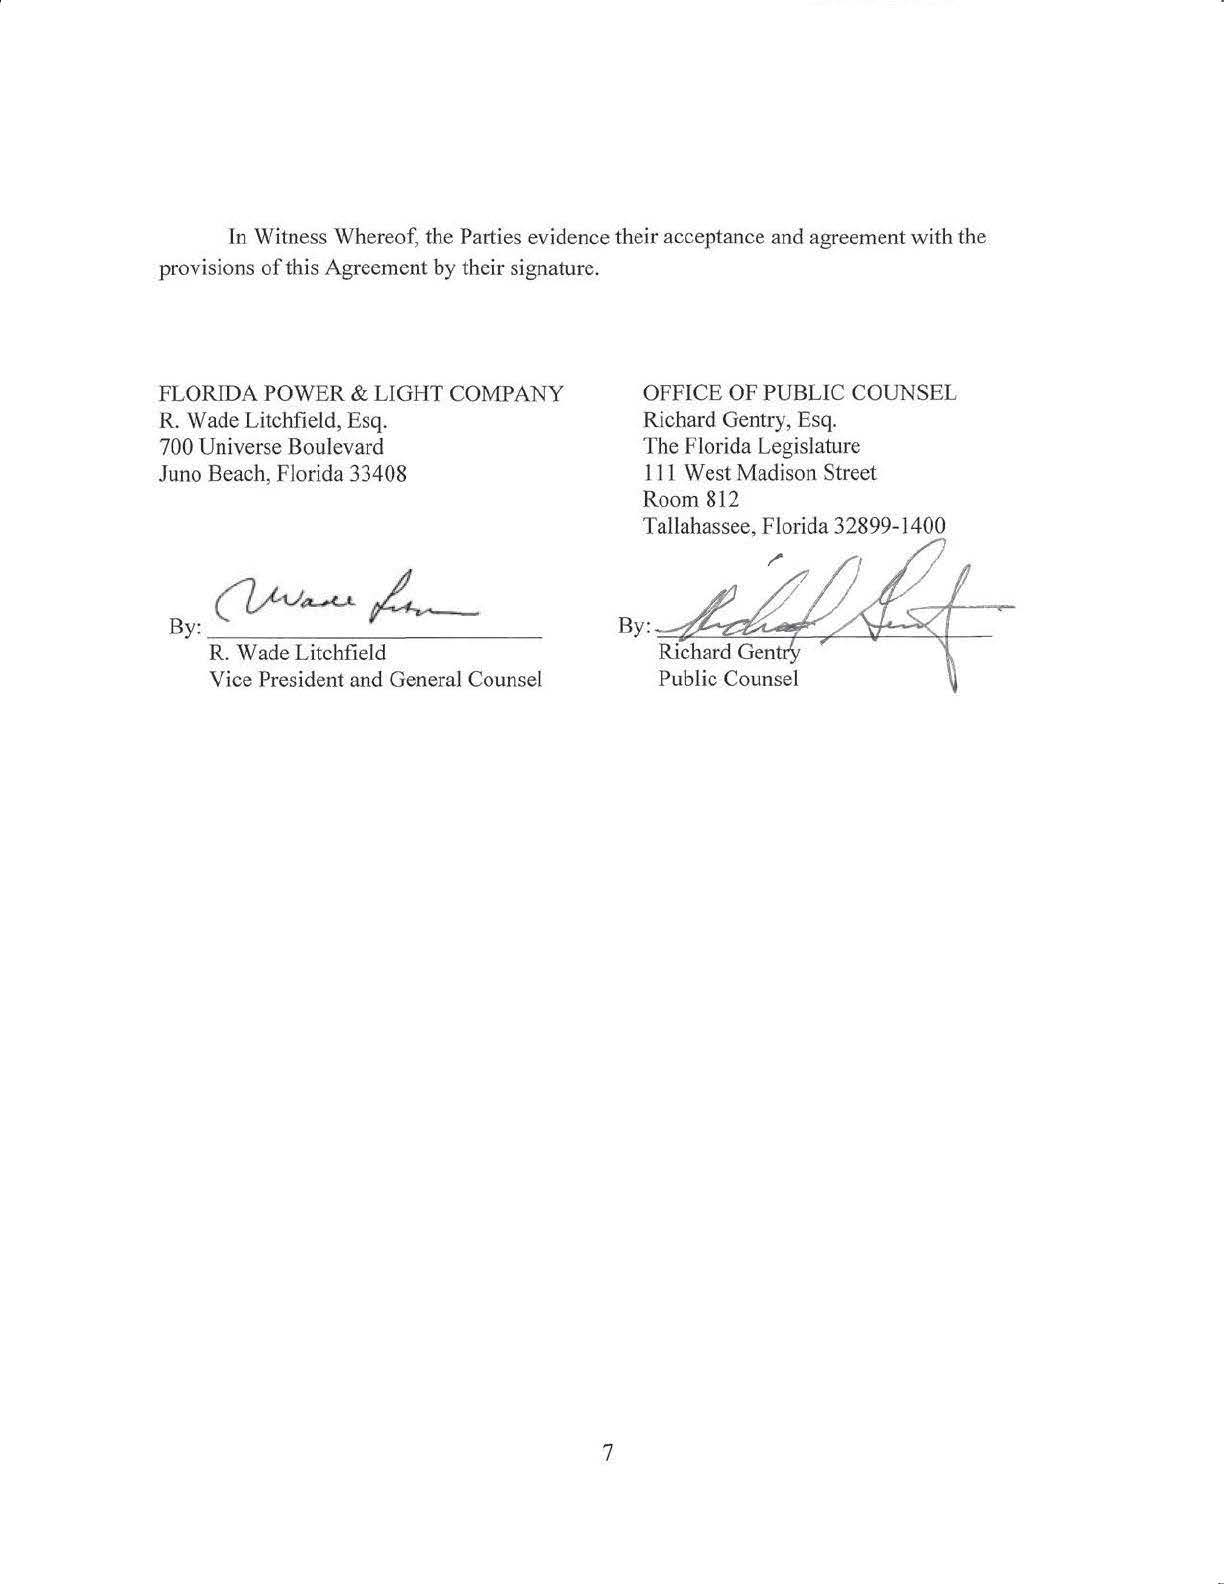 In Witness Whereof, the Parties evidence their acceptance and agreement with the
provisions of this Agreement by their signature.
FLORIDA POWER & LIGHT COMPANY
R. Wade Litchfield, Esq.
700 Universe Boulevard
Juno Beach, Florida 33408
OFFICE OF PUBLIC COUNSEL
Richard Gentry, Esq.
The Florida Legislature
111 West Madison Street
Room 812
Tallahassee, Florida 32899-1400
By:
R. Wade Litchfield
Vice President and General Counsel
By: Richard Gentry
Richard Gentry
Public Counsel
7